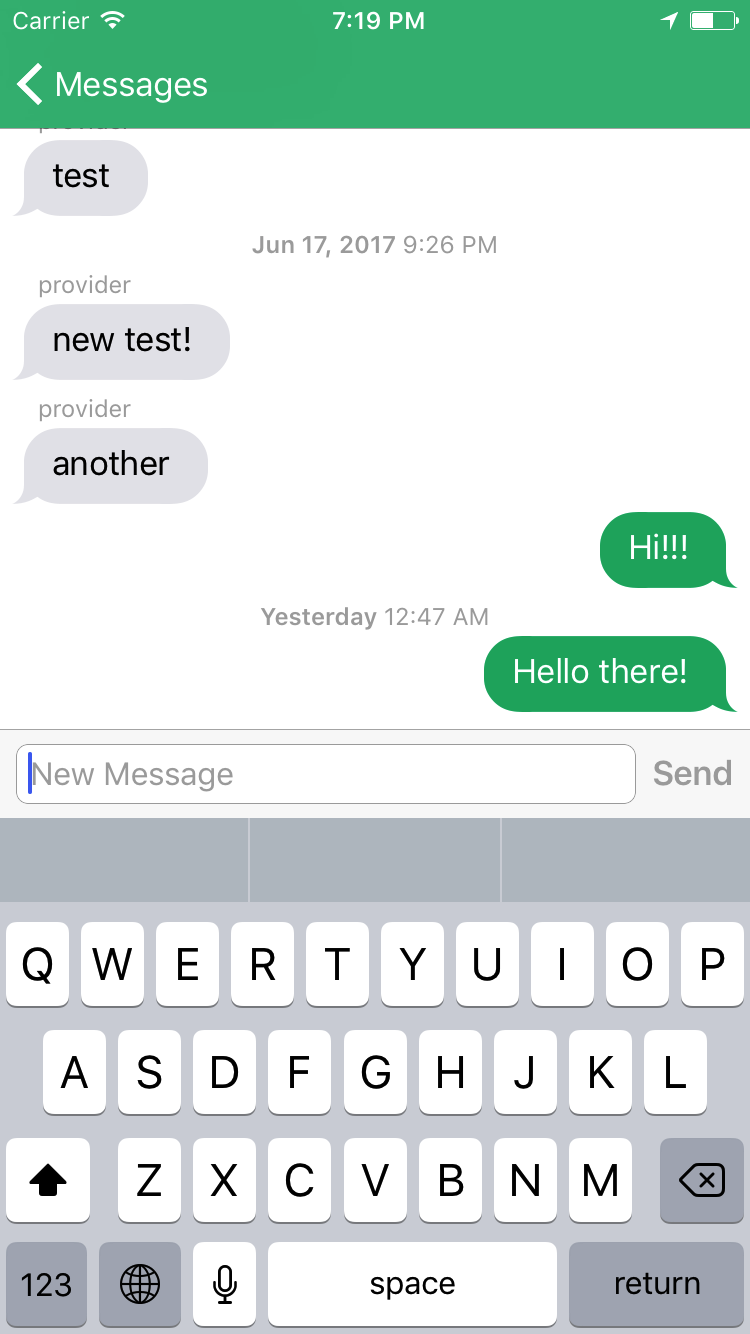 Carrier 7:19 PM
Messages
provider
test
Jun 17, 2017 9:26 PM
provider
new test!
provider
another
Hi!!!
Yesterday 12:47 AM
Hello there!
New Message Send
Q W E R T Y U I O P
A S D F G H J K L
Z X C V B N M
123 space return